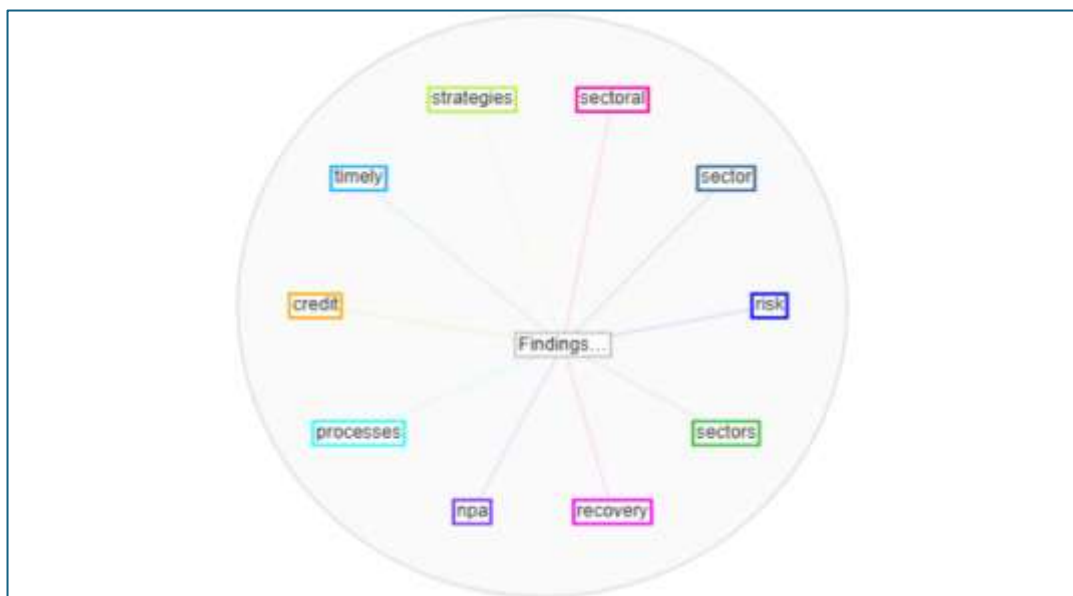 strategies
sectoral
timely
sector
credit
risk
Findings...
processes
sectors
npa
recovery